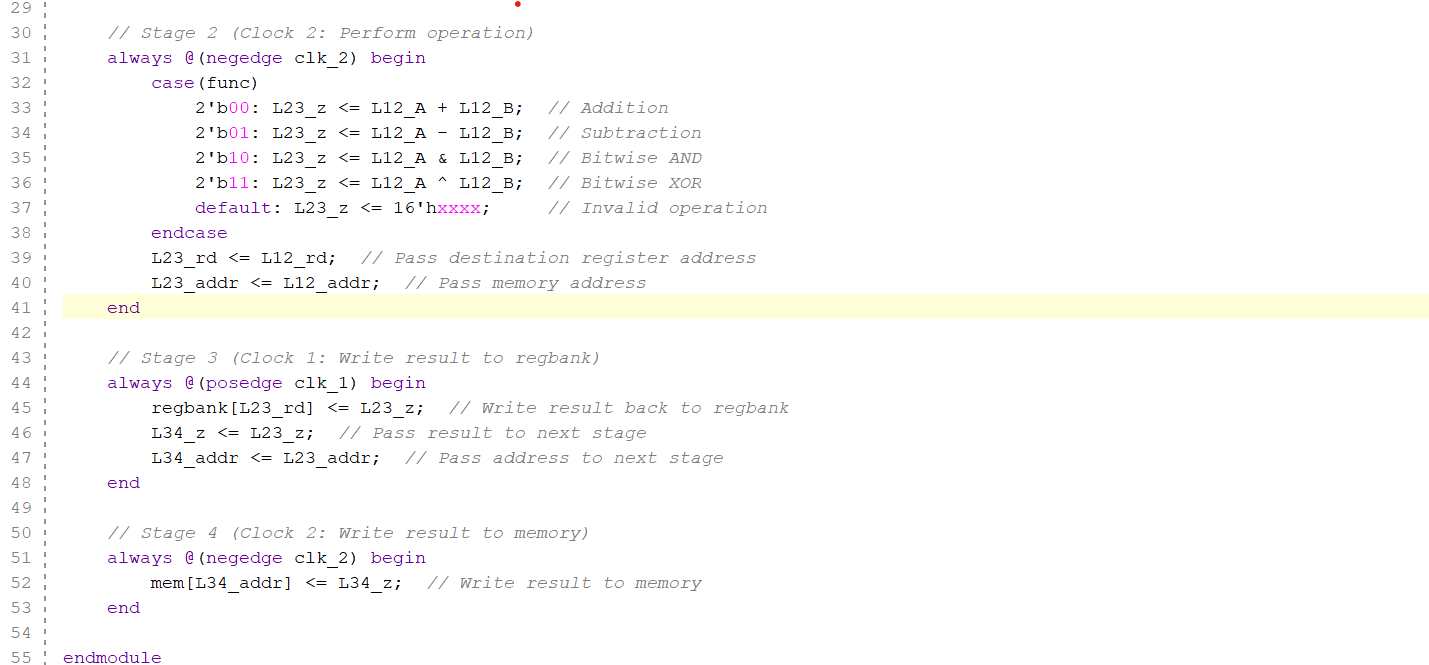 29
30 // Stage 2 (Clock 2: Perform operation)
31 always @(negedge clk_2) begin
32 case(func)
33 2'b00: L23_z <= L12_A + L12_B; // Addition
34 2'b01: L23_z <= L12_A - L12_B; // Subtraction
35 2'b10: L23_z <= L12_A & L12_B; // Bitwise AND
36 2'b11: L23_z <= L12_A ^ L12_B; // Bitwise XOR
37 default: L23_z <= 16'hxxxx; // Invalid operation
38 endcase
39 L23_rd <= L12_rd; // Pass destination register address
40 L23_addr <= L12_addr; // Pass memory address
41 end
42
43 // Stage 3 (Clock 1: Write result to regbank)
44 always @(posedge clk_1) begin
45 regbank[L23_rd] <= L23_z; // Write result back to regbank
46 L34_z <= L23_z; // Pass result to next stage
47 L34_addr <= L23_addr; // Pass address to next stage
48 end
49
50 // Stage 4 (Clock 2: Write result to memory)
51 always @(negedge clk_2) begin
52 mem[L34_addr] <= L34_z; // Write result to memory
53 end
54
55 endmodule